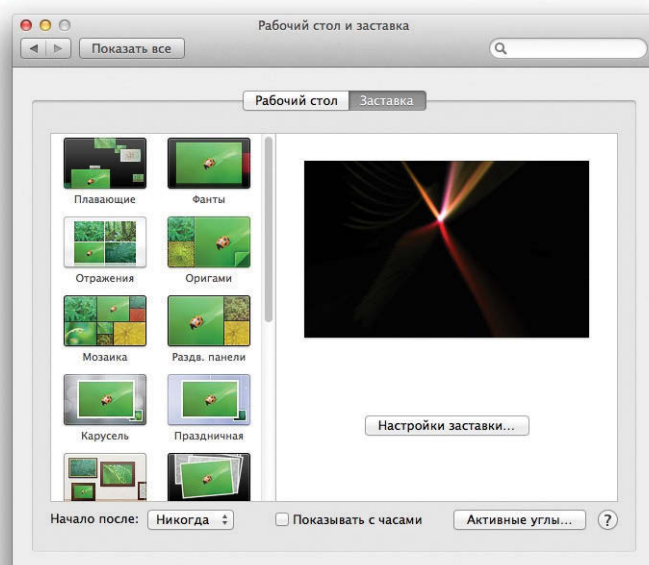 Рабочий стол и заставка
Показать все
Рабочий стол Заставка
Плавающие Фанты
Отражения Оригами
Мозаика Раздв. панели
Карусель Праздничная
Настройки заставки...
Начало после: Никогда Показывать с часами Активные углы... ?